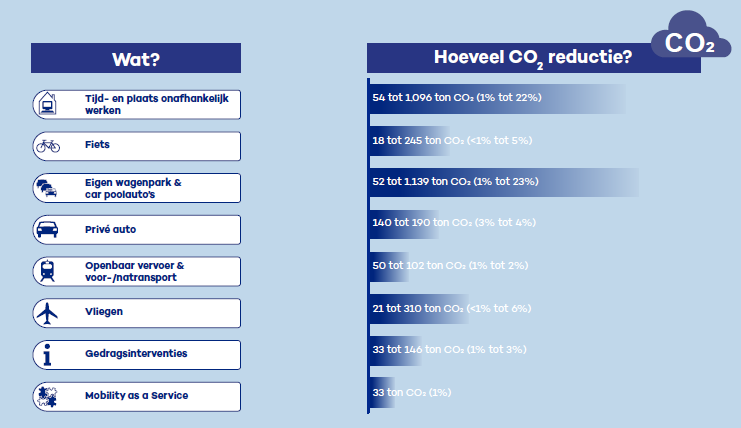 Wat?
Hoeveel CO₂ reductie?
CO₂
Tijd- en plaats onafhankelijk
werken
54 tot 1.096 ton CO₂ (1% tot 22%)
Fiets
18 tot 245 ton CO₂ (<1% tot 5%)
Eigen wagenpark &
car poolauto's
52 tot 1.139 ton CO₂ (1% tot 23%)
Privé auto
140 tot 190 ton CO₂ (3% tot 4%)
Openbaar vervoer &
voor-/natransport
50 tot 102 ton CO₂ (1% tot 2%)
Vliegen
21 tot 310 ton CO₂ (<1% tot 6%)
Gedragsinterventies
33 tot 146 ton CO₂ (1% tot 3%)
Mobility as a Service
33 ton CO₂ (1%)